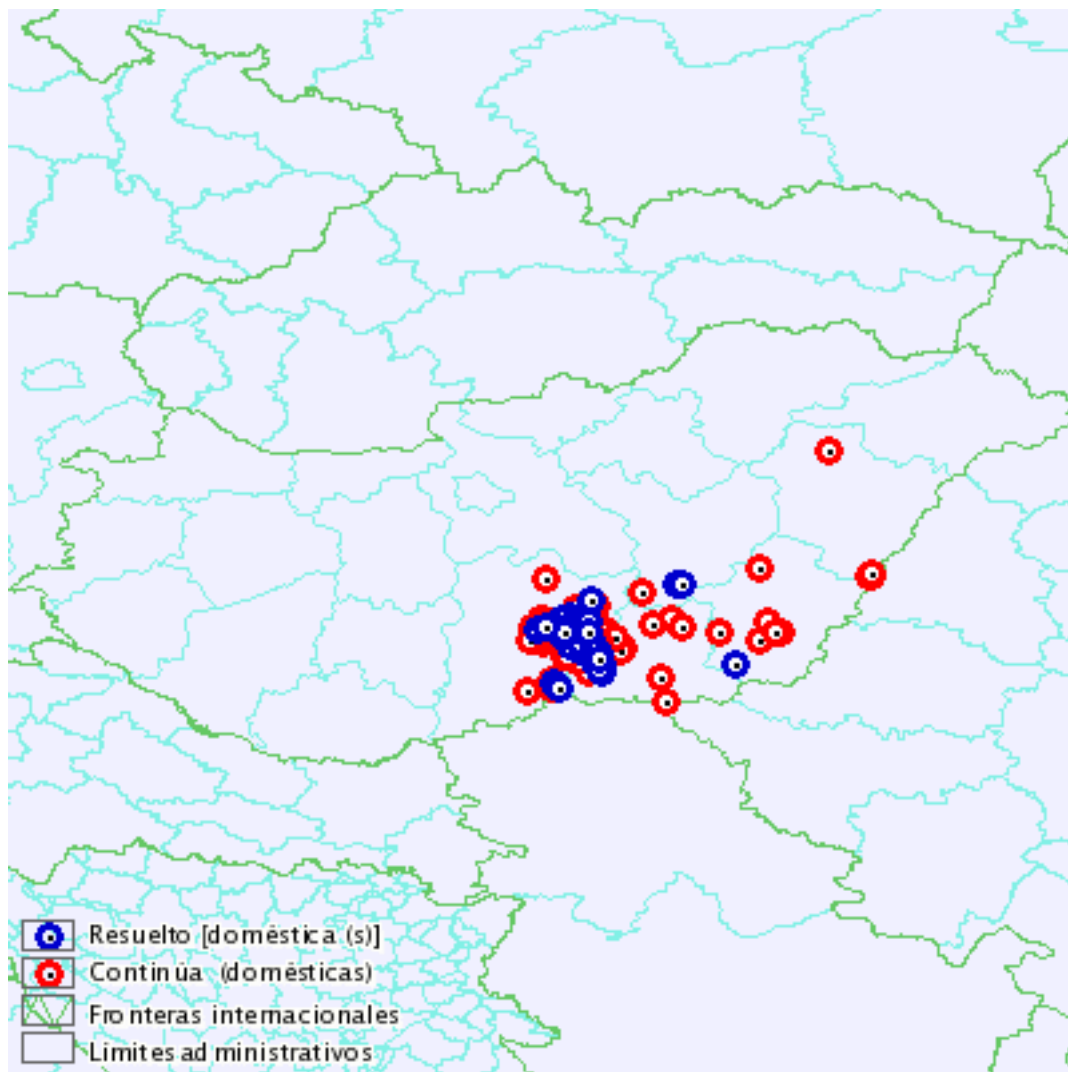 Resuelto [doméstica (s)]
Continúa (domésticas)
Fronteras internacionales
Límites administrativos